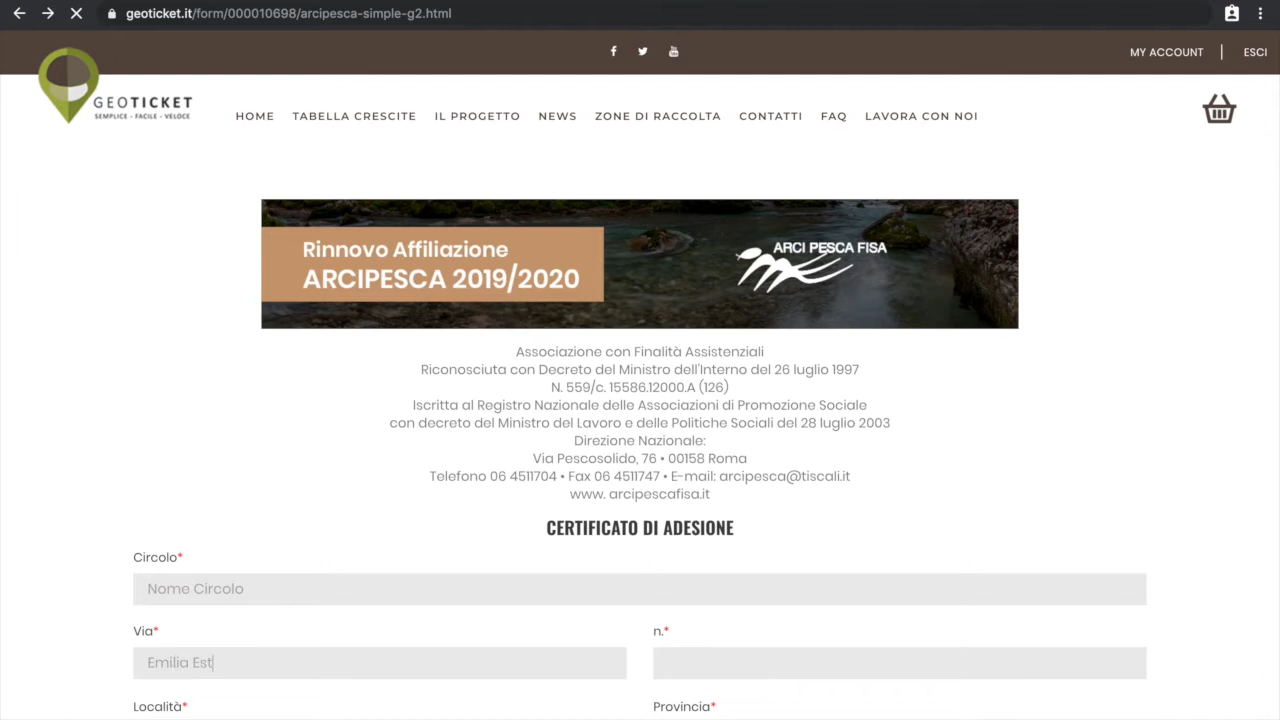 geoticket.it/form/000010698/arcipesca-simple-g2.html
MY ACCOUNT | ESCI
GEOTICKET
SEMPLICE - FACILE - VELOCE
HOME TABELLA CRESCITE IL PROGETTO NEWS ZONE DI RACCOLTA CONTATTI FAQ LAVORA CON NOI
Rinnovo Affiliazione
ARCIPESCA 2019/2020
ARCI PESCA FISA
Associazione con Finalità Assistenziali
Riconosciuta con Decreto del Ministro dell'Interno del 26 luglio 1997
N. 559/c. 15586.12000.A (126)
Iscritta al Registro Nazionale delle Associazioni di Promozione Sociale
con decreto del Ministro del Lavoro e delle Politiche Sociali del 28 luglio 2003
Direzione Nazionale:
Via Pescosolido, 76 • 00158 Roma
Telefono 06 4511704 • Fax 06 4511747 • E-mail: arcipesca@tiscali.it
www. arcipescafisa.it
CERTIFICATO DI ADESIONE
Circolo*
Nome Circolo
Via* n.*
Emilia Est
Località* Provincia*